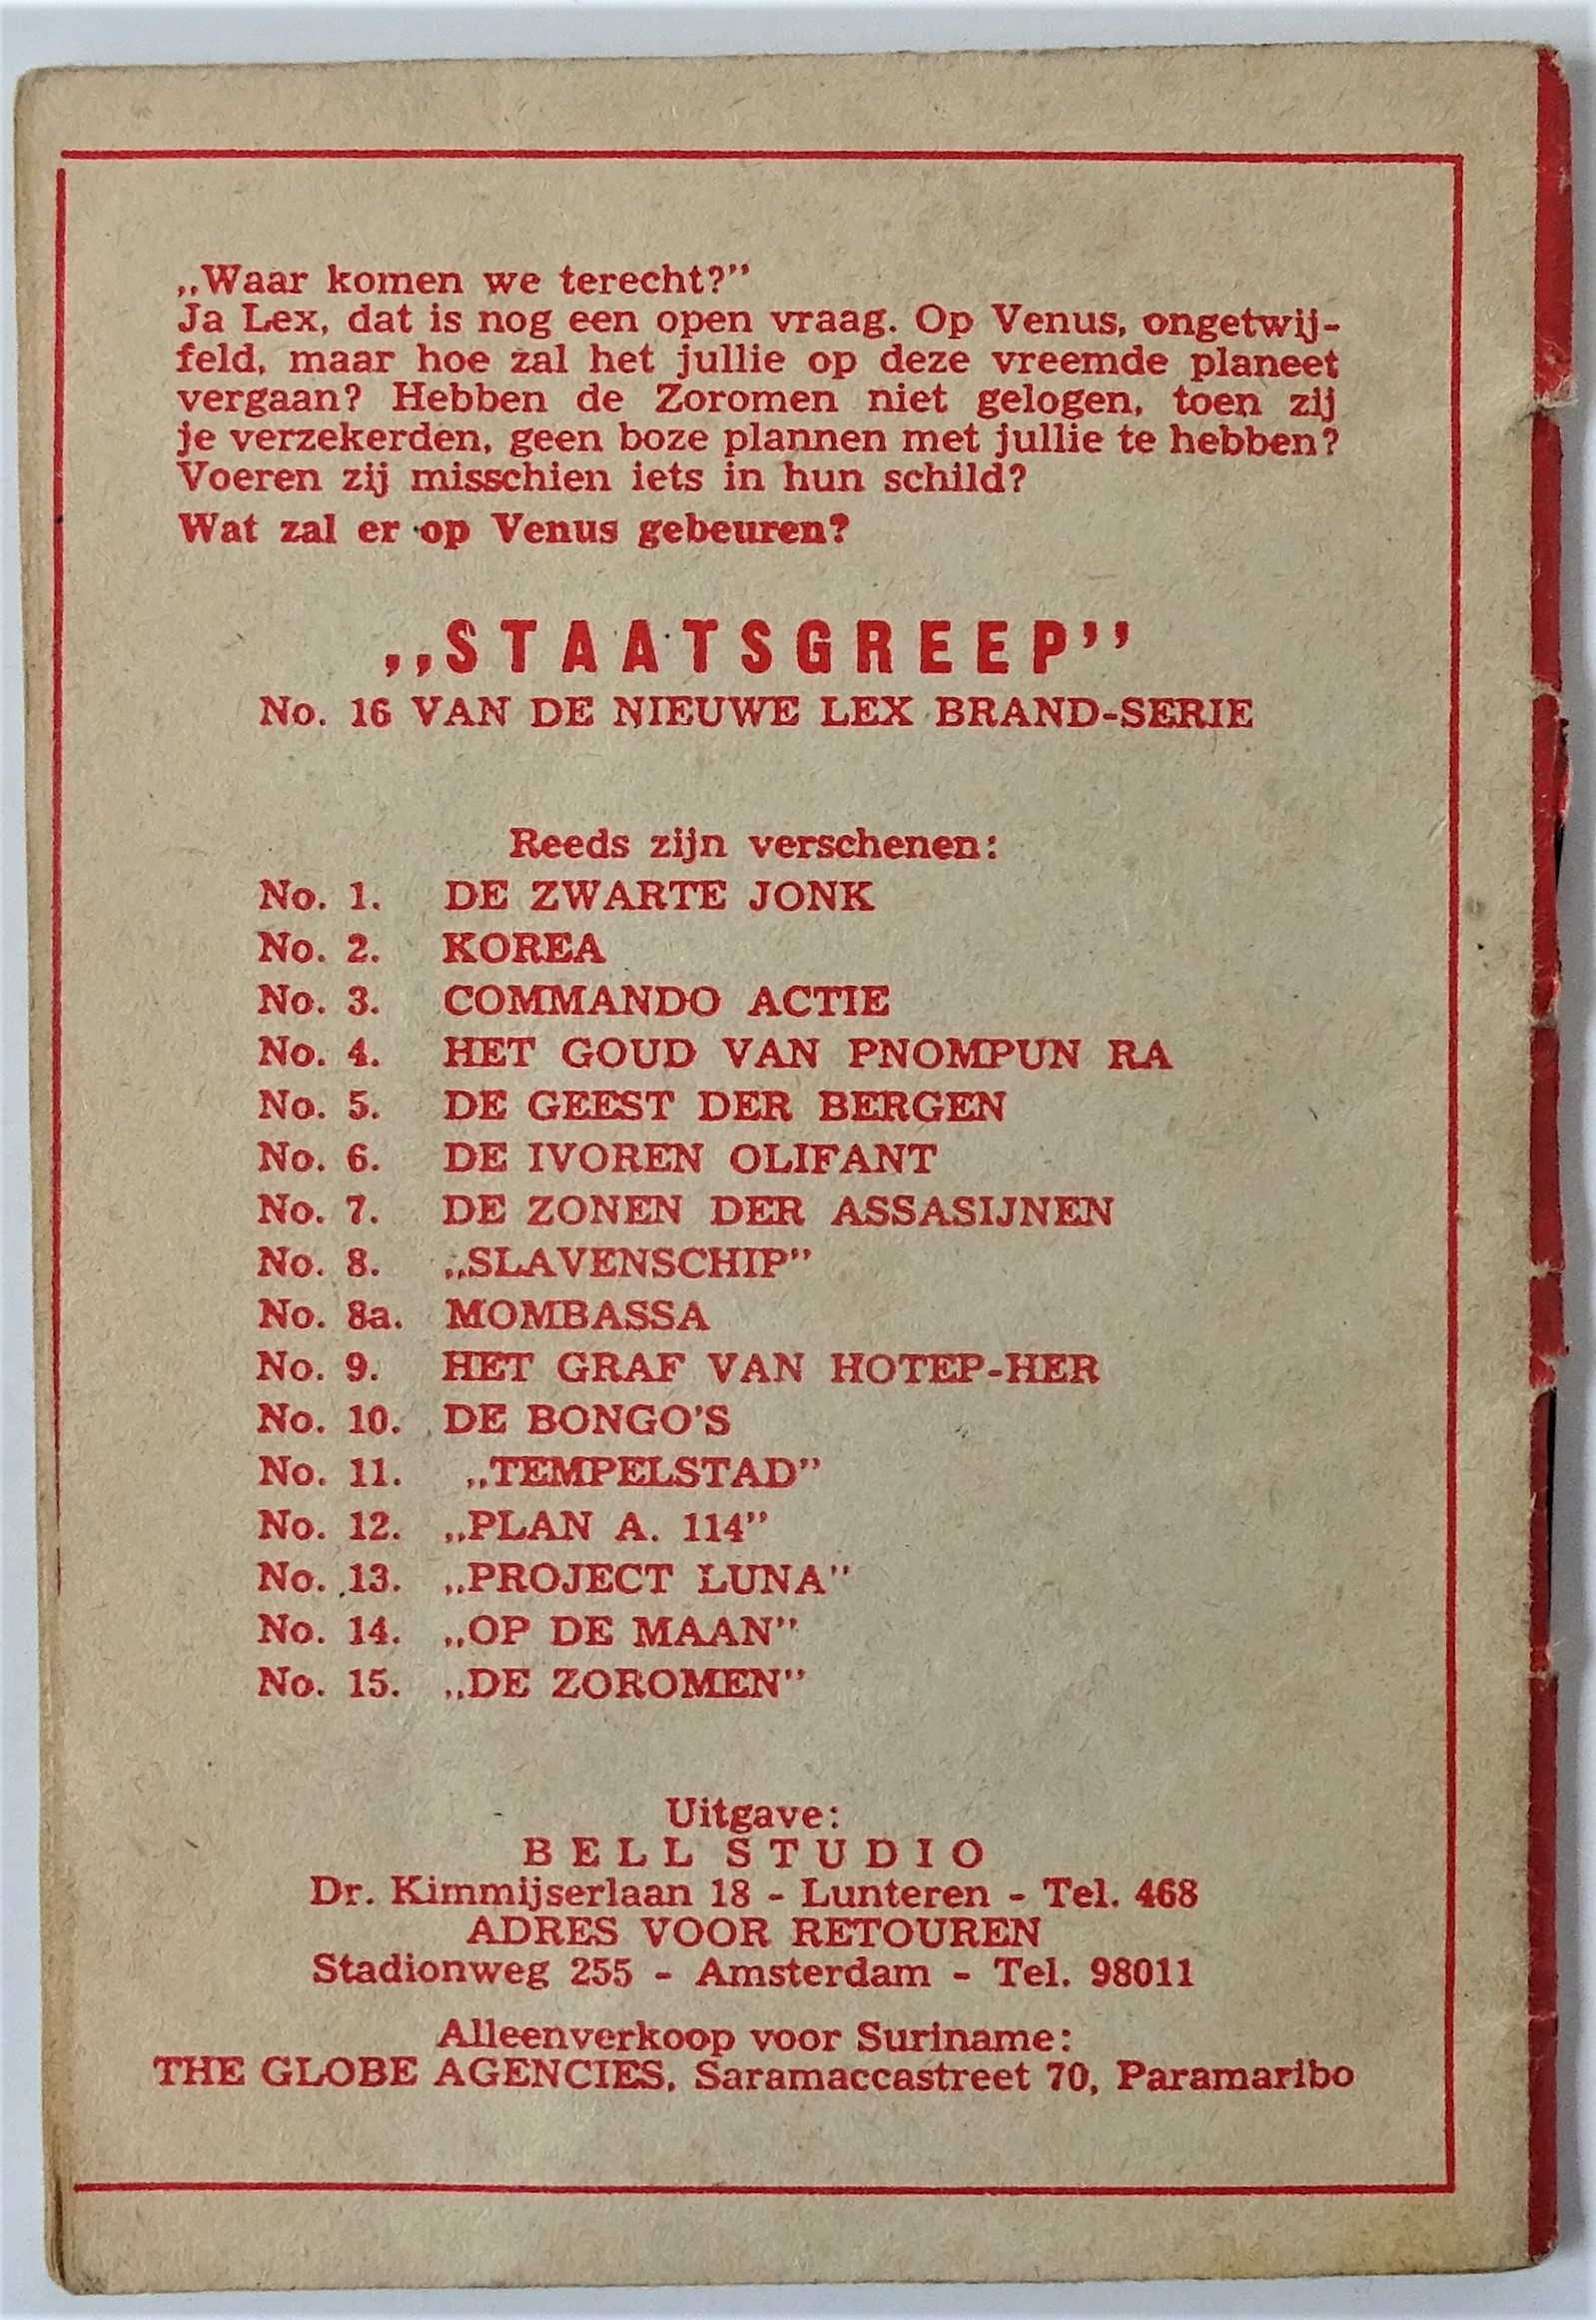 „Waar komen we terecht?”
Ja Lex, dat is nog een open vraag. Op Venus, ongetwij-
feld, maar hoe zal het jullie op deze vreemde planeet
vergaan? Hebben de Zoromen niet gelogen, toen zij
je verzekerden, geen boze plannen met jullie te hebben?
Voeren zij misschien iets in hun schild?
Wat zal er op Venus gebeuren?
„STAATSGREEP”
No. 16 VAN DE NIEUWE LEX BRAND-SERIE
Reeds zijn verschenen:
No. 1. DE ZWARTE JONK
No. 2. KOREA
No. 3. COMMANDO ACTIE
No. 4. HET GOUD VAN PNOMPUN RA
No. 5. DE GEEST DER BERGEN
No. 6. DE IVOREN OLIFANT
No. 7. DE ZONEN DER ASSASIJNEN
No. 8. „SLAVENSCHIP”
No. 8a. MOMBASSA
No. 9. HET GRAF VAN HOTEP-HER
No. 10. DE BONGO'S
No. 11. „TEMPELSTAD”
No. 12. „PLAN A. 114”
No. 13. „PROJECT LUNA”
No. 14. „OP DE MAAN”
No. 15. „DE ZOROMEN”
Uitgave:
BELL STUDIO
Dr. Kimmijserlaan 18 - Lunteren - Tel. 468
ADRES VOOR RETOUREN
Stadionweg 255 - Amsterdam - Tel. 98011
Alleenverkoop voor Suriname:
THE GLOBE AGENCIES, Saramaccastreet 70, Paramaribo